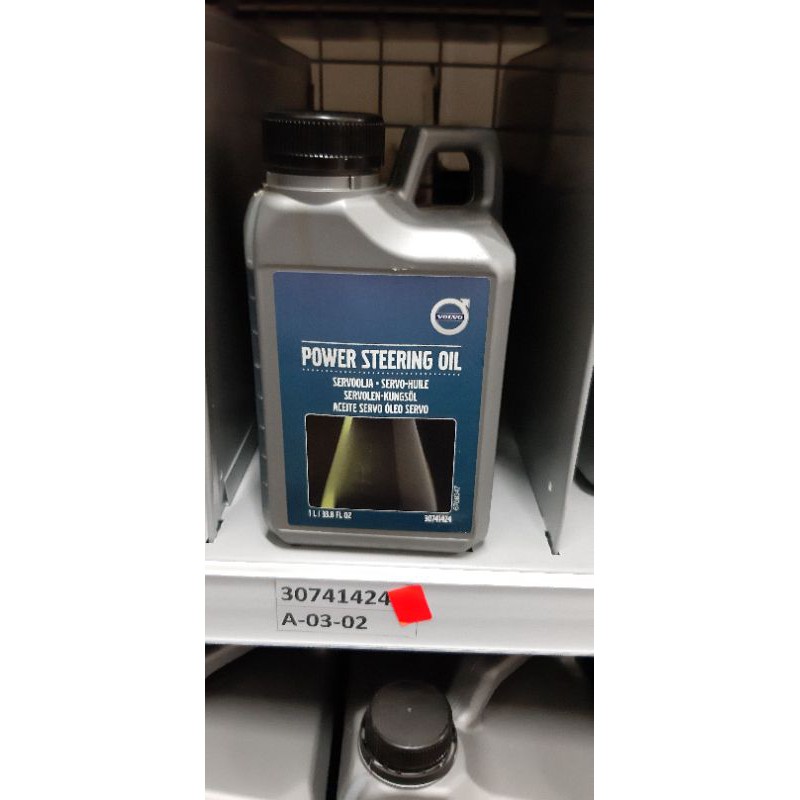 VOLVO
POWER STEERING OIL
SERVOOLJA • SERVO-HUILE
SERVOLEN-KUNGSÖL
ACEITE SERVO ÓLEO SERVO
1 L / 33.8 FL OZ
30741424
30741424
A-03-02